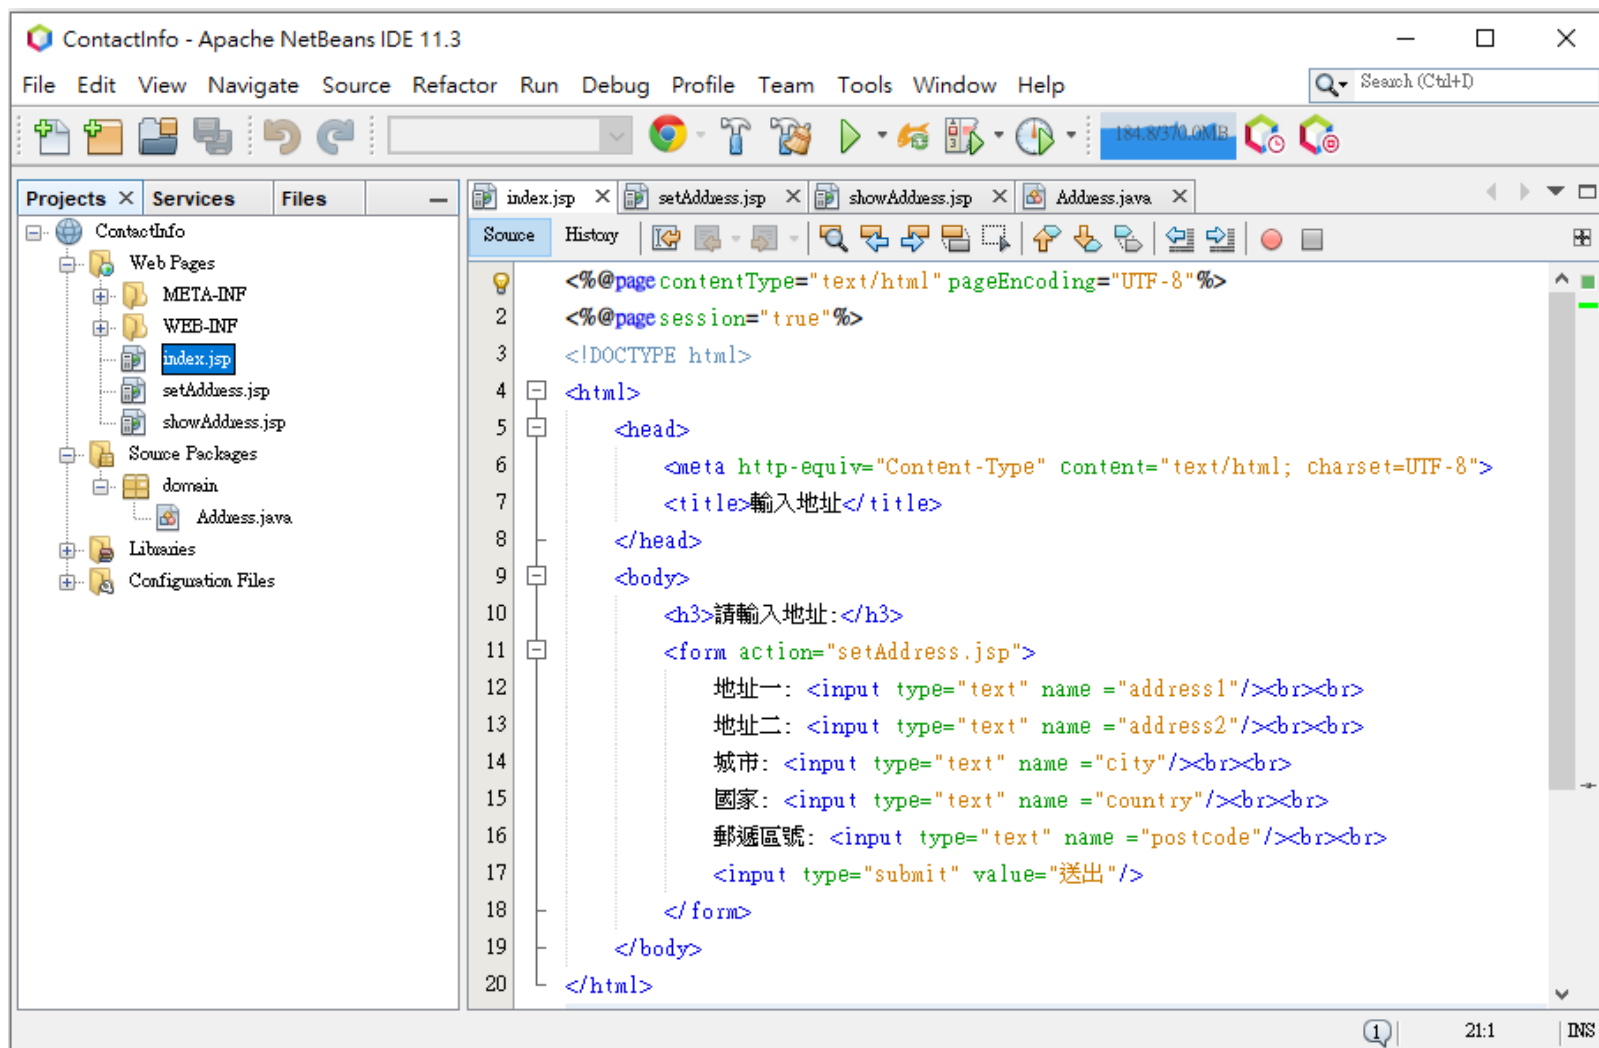 ContactInfo - Apache NetBeans IDE 11.3
File Edit View Navigate Source Refactor Run Debug Profile Team Tools Window Help
Search (Ctrl+I)
184.8/370.0MB
Projects Services Files
index.jsp setAddress.jsp showAddress.jsp Address.java
Source History
ContactInfo
Web Pages
META-INF
WEB-INF
index.jsp
setAddress.jsp
showAddress.jsp
Source Packages
domain
Address.java
Libraries
Configuration Files
<%@page contentType="text/html" pageEncoding="UTF-8"%>
2 <%@page session="true"%>
3 <!DOCTYPE html>
4 <html>
5 <head>
6 <meta http-equiv="Content-Type" content="text/html; charset=UTF-8">
7 <title>輸入地址</title>
8 </head>
9 <body>
10 <h3>請輸入地址:</h3>
11 <form action="setAddress.jsp">
12 地址一: <input type="text" name ="address1"/><br><br>
13 地址二: <input type="text" name ="address2"/><br><br>
14 城市: <input type="text" name ="city"/><br><br>
15 國家: <input type="text" name ="country"/><br><br>
16 郵遞區號: <input type="text" name ="postcode"/><br><br>
17 <input type="submit" value="送出"/>
18 </form>
19 </body>
20 </html>
1 21:1 INS